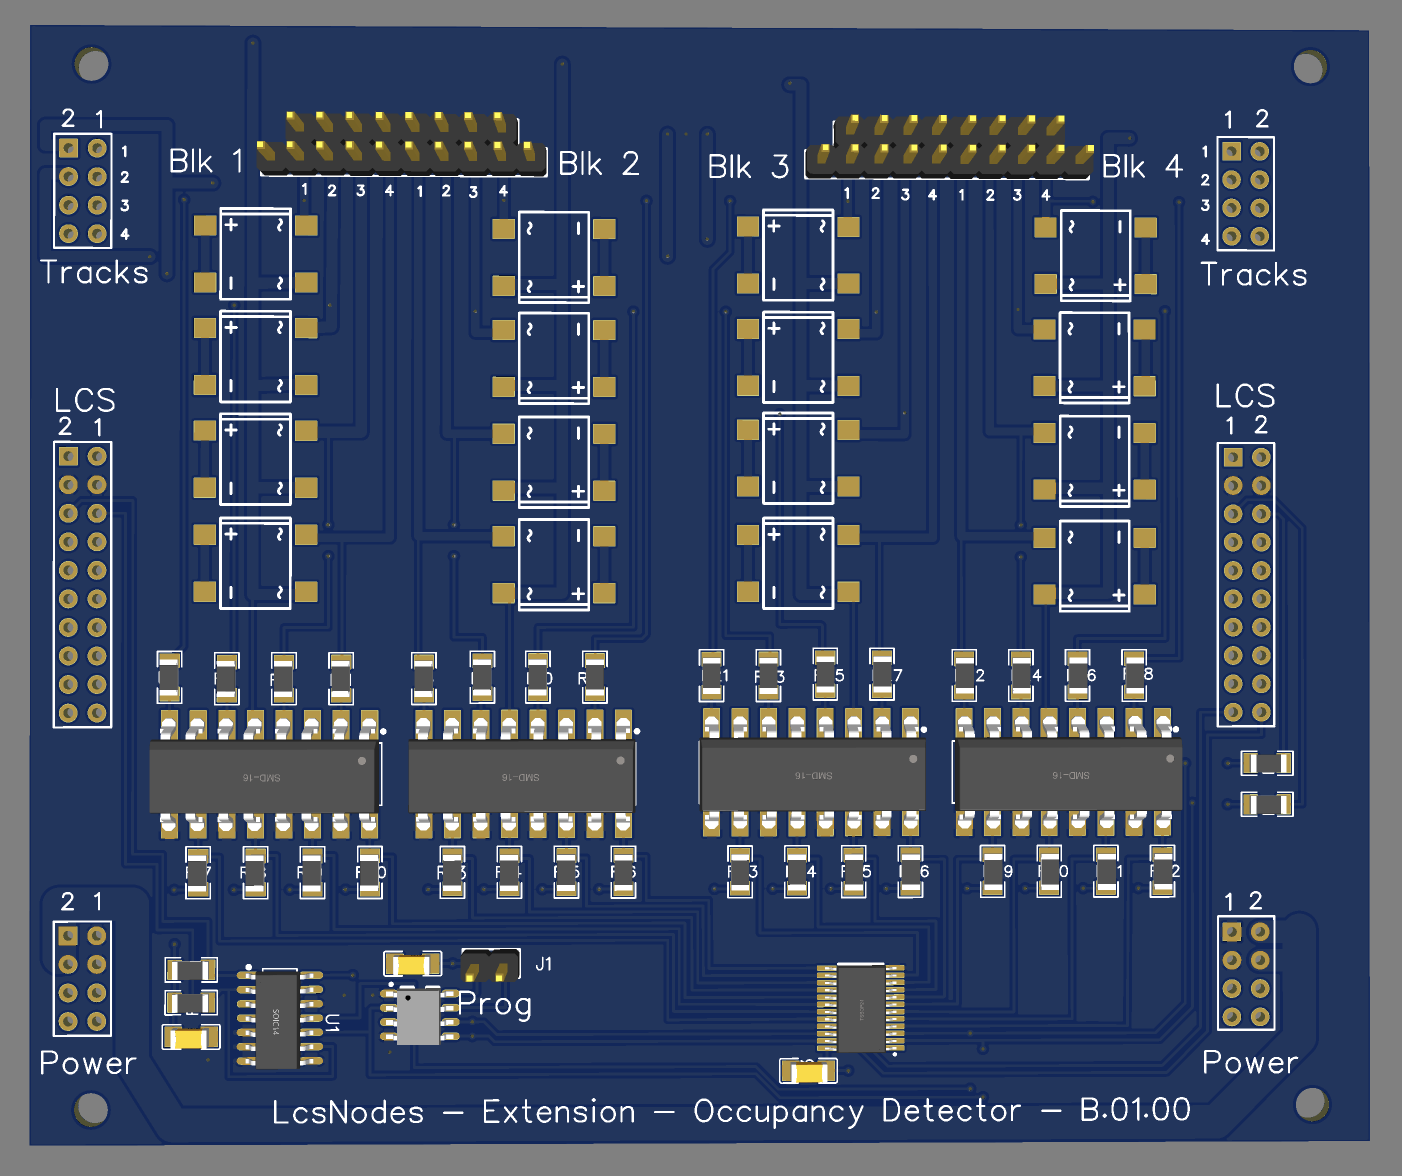 2 1
1 2
1
2
3
4
Blk 1
Blk 2
Blk 3
Blk 4
1 2 3 4 1 2 3 4
1 2 3 4 1 2 3 4
1
2
3
4
Tracks
Tracks
+ ~
- ~
~ -
~ +
+ ~
- ~
~ -
~ +
+ ~
- ~
~ -
~ +
+ ~
- ~
~ -
~ +
+ ~
- ~
~ -
~ +
+ ~
- ~
~ -
~ +
+ ~
- ~
~ -
~ +
+ ~
- ~
~ -
~ +
LCS
2 1
LCS
1 2
SMD-16
SMD-16
SMD-16
SMD-16
2 1
1 2
J1
Prog
SOIC14
U1
Power
Power
LcsNodes - Extension - Occupancy Detector - B.01.00